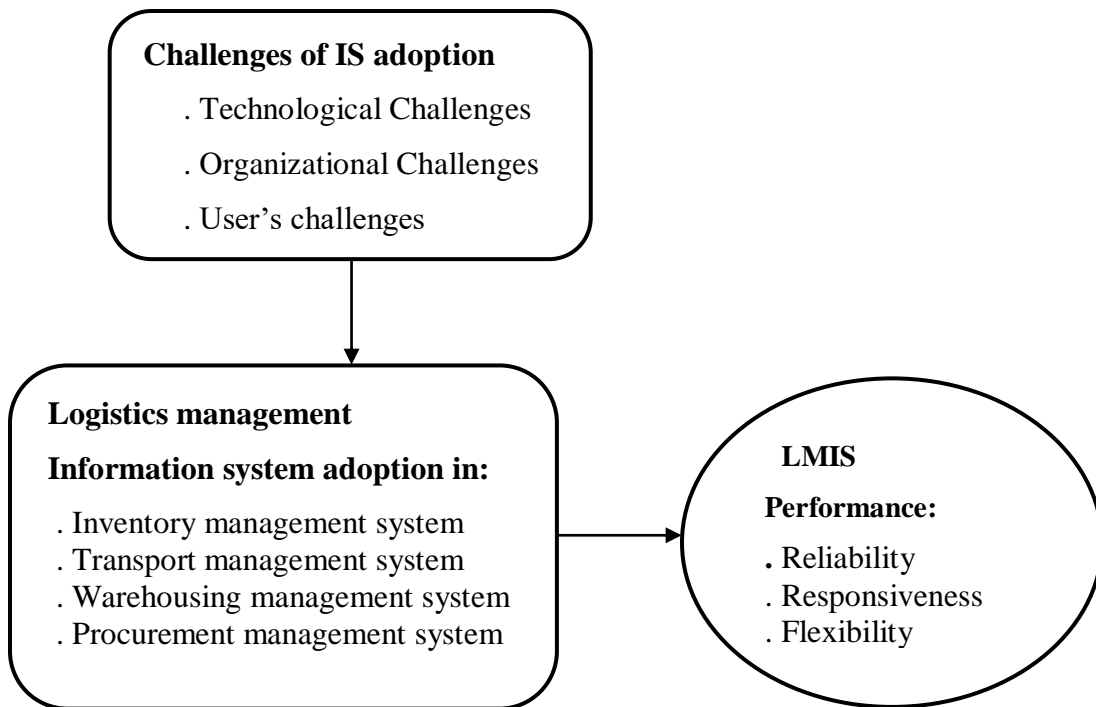 Challenges of IS adoption
. Technological Challenges
. Organizational Challenges
. User’s challenges
Logistics management
Information system adoption in:
. Inventory management system
. Transport management system
. Warehousing management system
. Procurement management system
LMIS
Performance:
. Reliability
. Responsiveness
. Flexibility